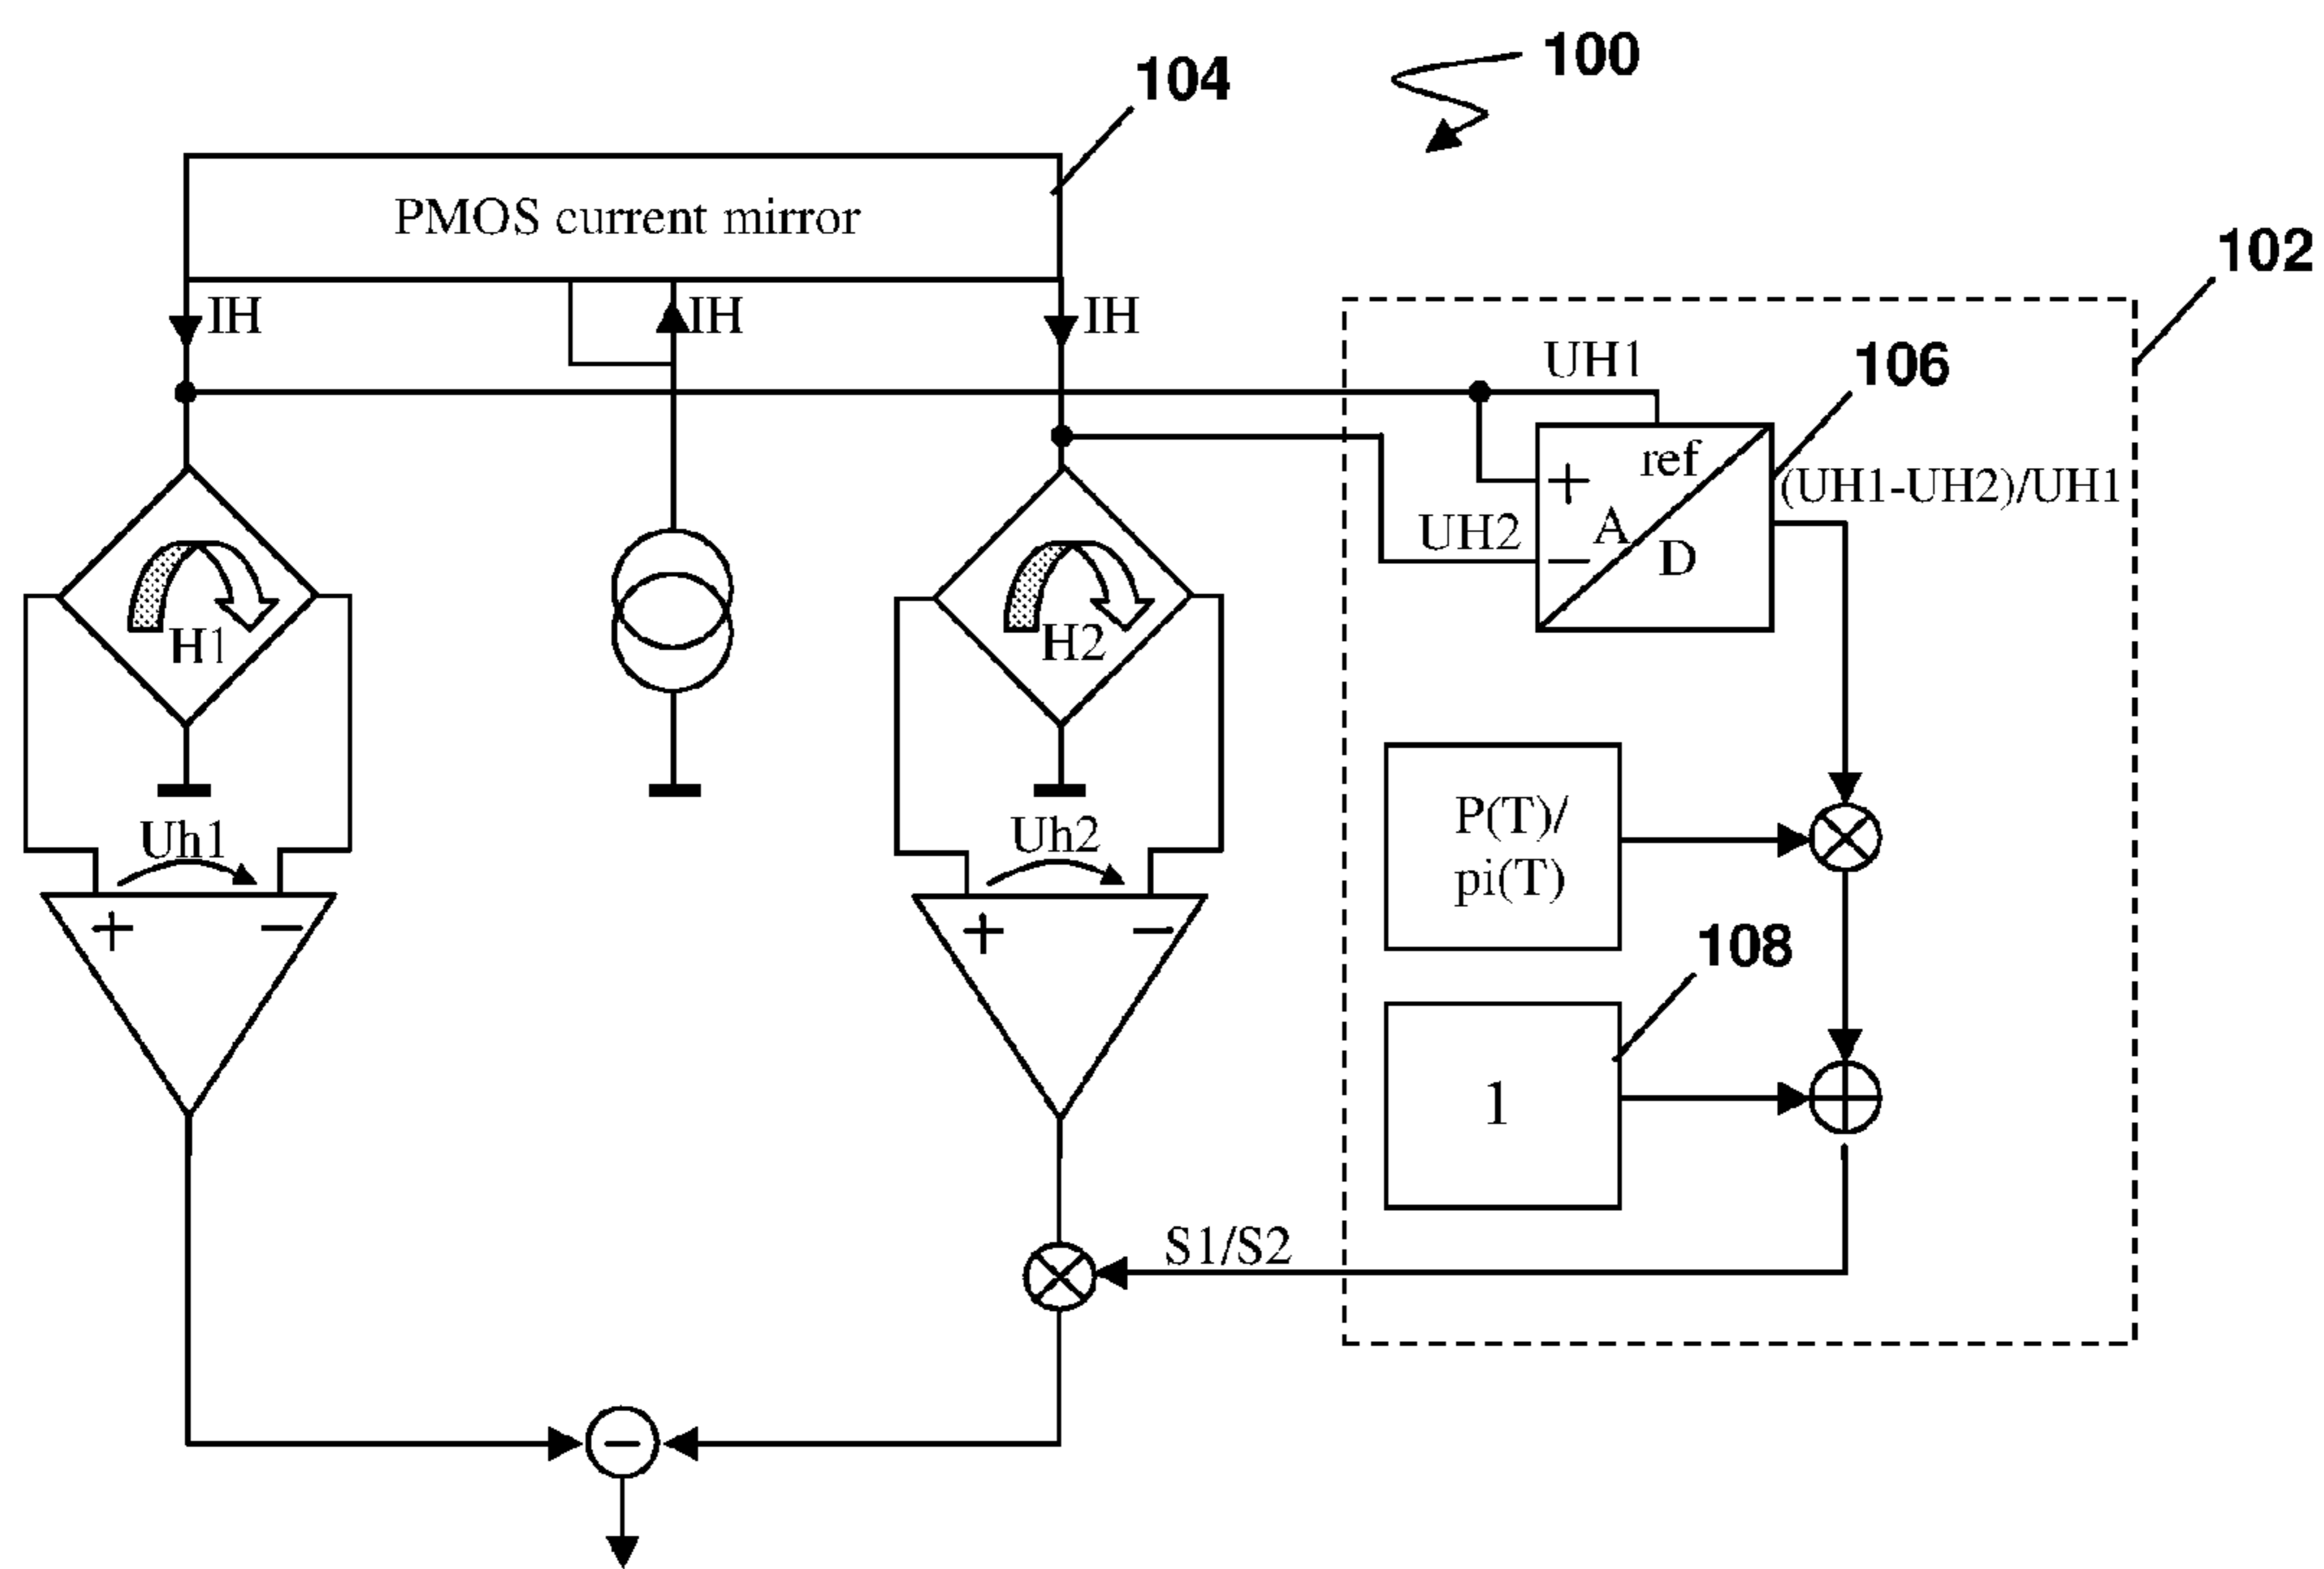 100
104
PMOS current mirror
102
IH
IH
IH
UH1
106
ref
(UH1-UH2)/UH1
+
A
UH2
D
−
H1
H2
P(T)/
pi(T)
Uh1
Uh2
+ −
+ −
108
1
S1/S2
−